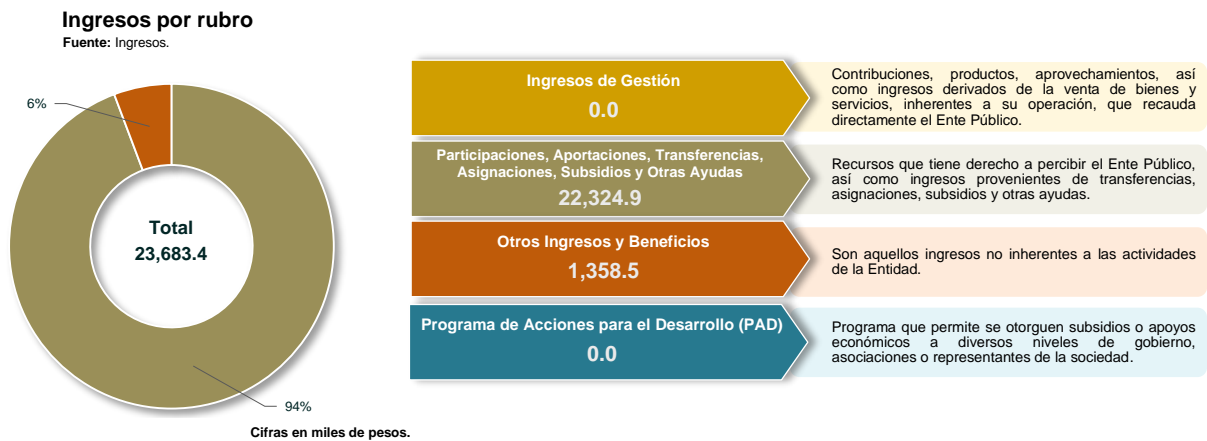 Ingresos por rubro
Fuente: Ingresos.
6%
Total
23,683.4
94%
Cifras en miles de pesos.
Ingresos de Gestión
0.0
Contribuciones, productos, aprovechamientos, así
como ingresos derivados de la venta de bienes y
servicios, inherentes a su operación, que recauda
directamente el Ente Público.
Participaciones, Aportaciones, Transferencias,
Asignaciones, Subsidios y Otras Ayudas
22,324.9
Recursos que tiene derecho a percibir el Ente Público,
así como ingresos provenientes de transferencias,
asignaciones, subsidios y otras ayudas.
Otros Ingresos y Beneficios
1,358.5
Son aquellos ingresos no inherentes a las actividades
de la Entidad.
Programa de Acciones para el Desarrollo (PAD)
0.0
Programa que permite se otorguen subsidios o apoyos
económicos a diversos niveles de gobierno,
asociaciones o representantes de la sociedad.